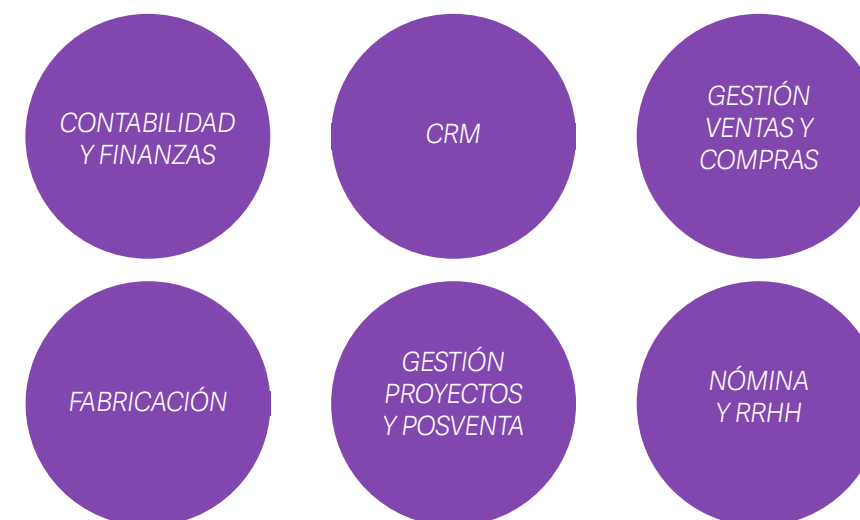 CONTABILIDAD
Y FINANZAS
CRM
GESTIÓN
VENTAS Y
COMPRAS
FABRICACIÓN
GESTIÓN
PROYECTOS
Y POSVENTA
NÓMINA
Y RRHH